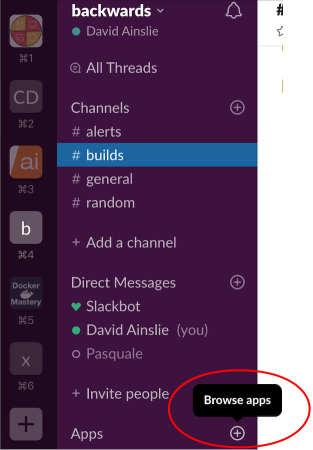 ⌘1
CD
⌘2
ai
⌘3
b
⌘4
Docker
Mastery
⌘5
x
⌘6
+
backwards
David Ainslie
All Threads
Channels
# alerts
# builds
# general
# random
+ Add a channel
Direct Messages
Slackbot
David Ainslie (you)
Pasquale
+ Invite people
Browse apps
Apps
#